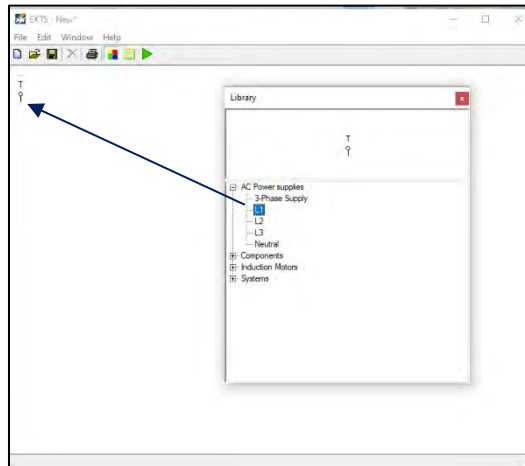 EKTS - New*
File Edit Window Help
T
Library
T
AC Power supplies
3-Phase Supply
L1
L2
L3
Neutral
Components
Induction Motors
Systems